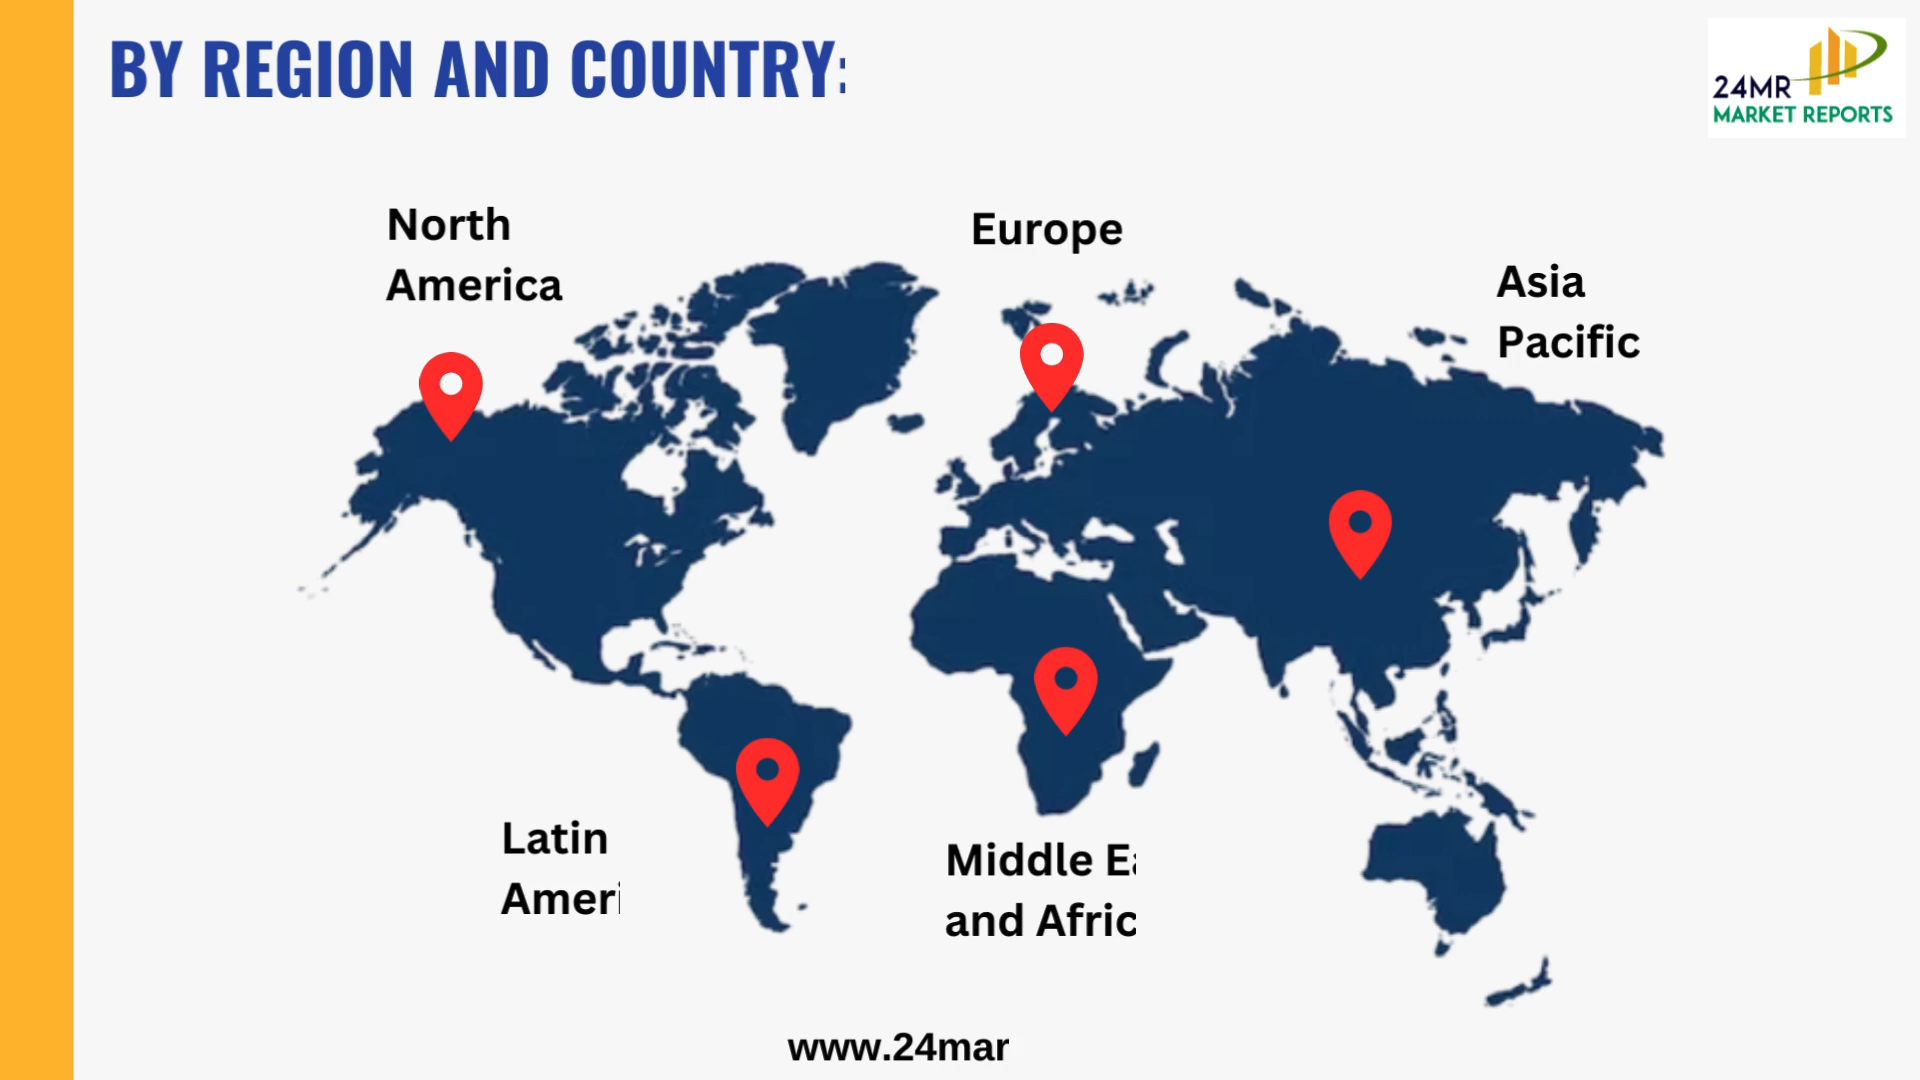 BY REGION AND COUNTRY:
24MR
MARKET REPORTS
North
America
Europe
Asia
Pacific
Latin
Ameri
Middle Ea
and Afric
www.24mar